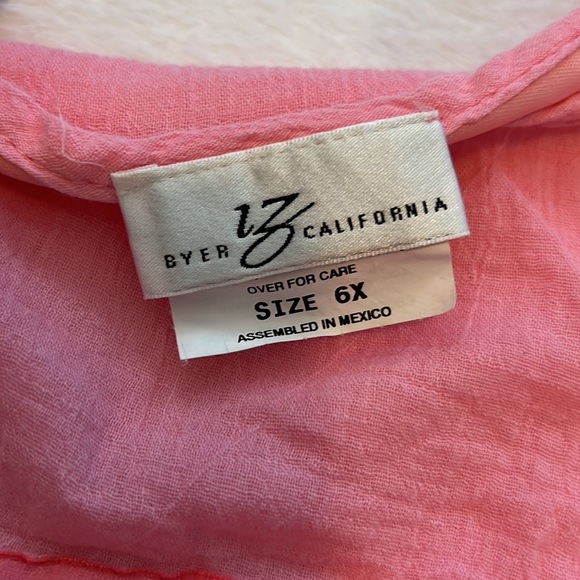 BYER iz CALIFORNIA
OVER FOR CARE
SIZE 6X
ASSEMBLED IN MEXICO